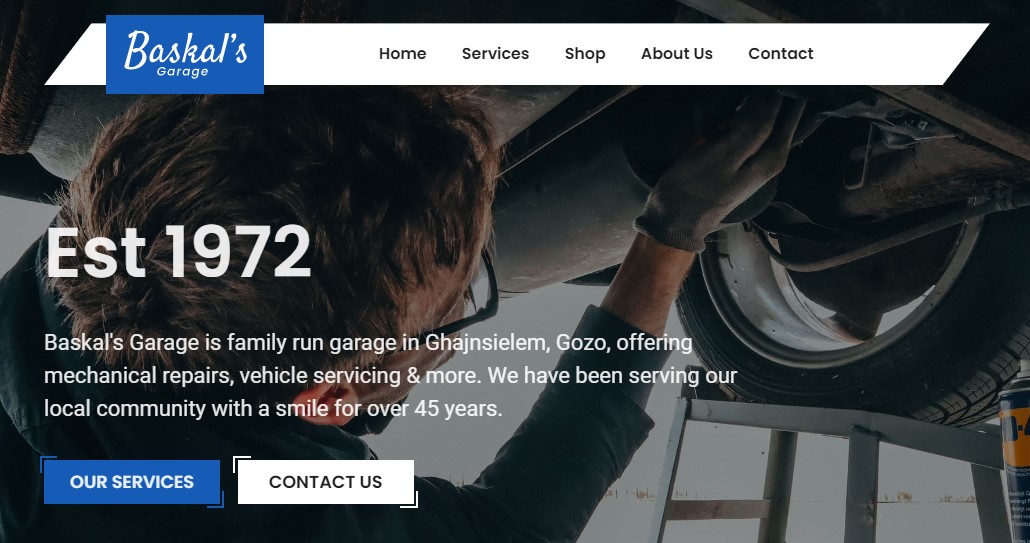 Baskal's
Garage
Home Services Shop About Us Contact
Est 1972
Baskal's Garage is family run garage in Għajnsielem, Gozo, offering
mechanical repairs, vehicle servicing & more. We have been serving our
local community with a smile for over 45 years.
OUR SERVICES CONTACT US